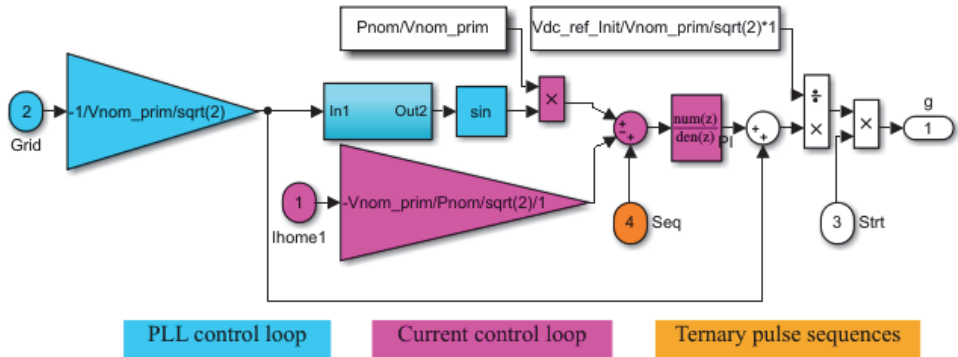 Pnom/Vnom_prim
Vdc_ref_Init/Vnom_prim/sqrt(2)*1
2
Grid
-1/Vnom_prim/sqrt(2)
In1
Out2
sin
×
+
-
+
num(z)
den(z)
PI
+
+
÷
×
×
g
1
1
Ihome1
-Vnom_prim/Pnom/sqrt(2)/1
4
Seq
3
Strt
PLL control loop
Current control loop
Ternary pulse sequences